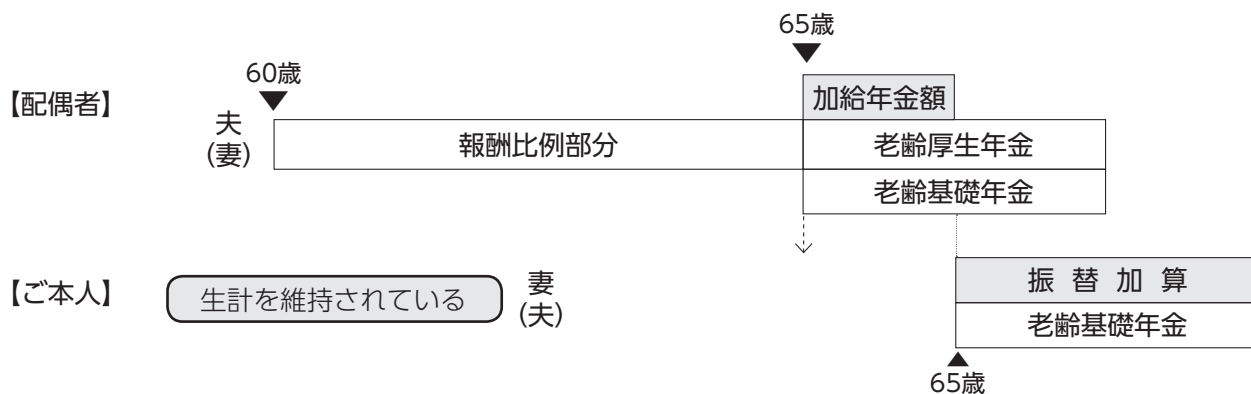 65歳
60歳
【配偶者】
夫
(妻)
加給年金額
報酬比例部分
老齢厚生年金
老齢基礎年金
【ご本人】
生計を維持されている
妻
(夫)
振替加算
老齢基礎年金
65歳